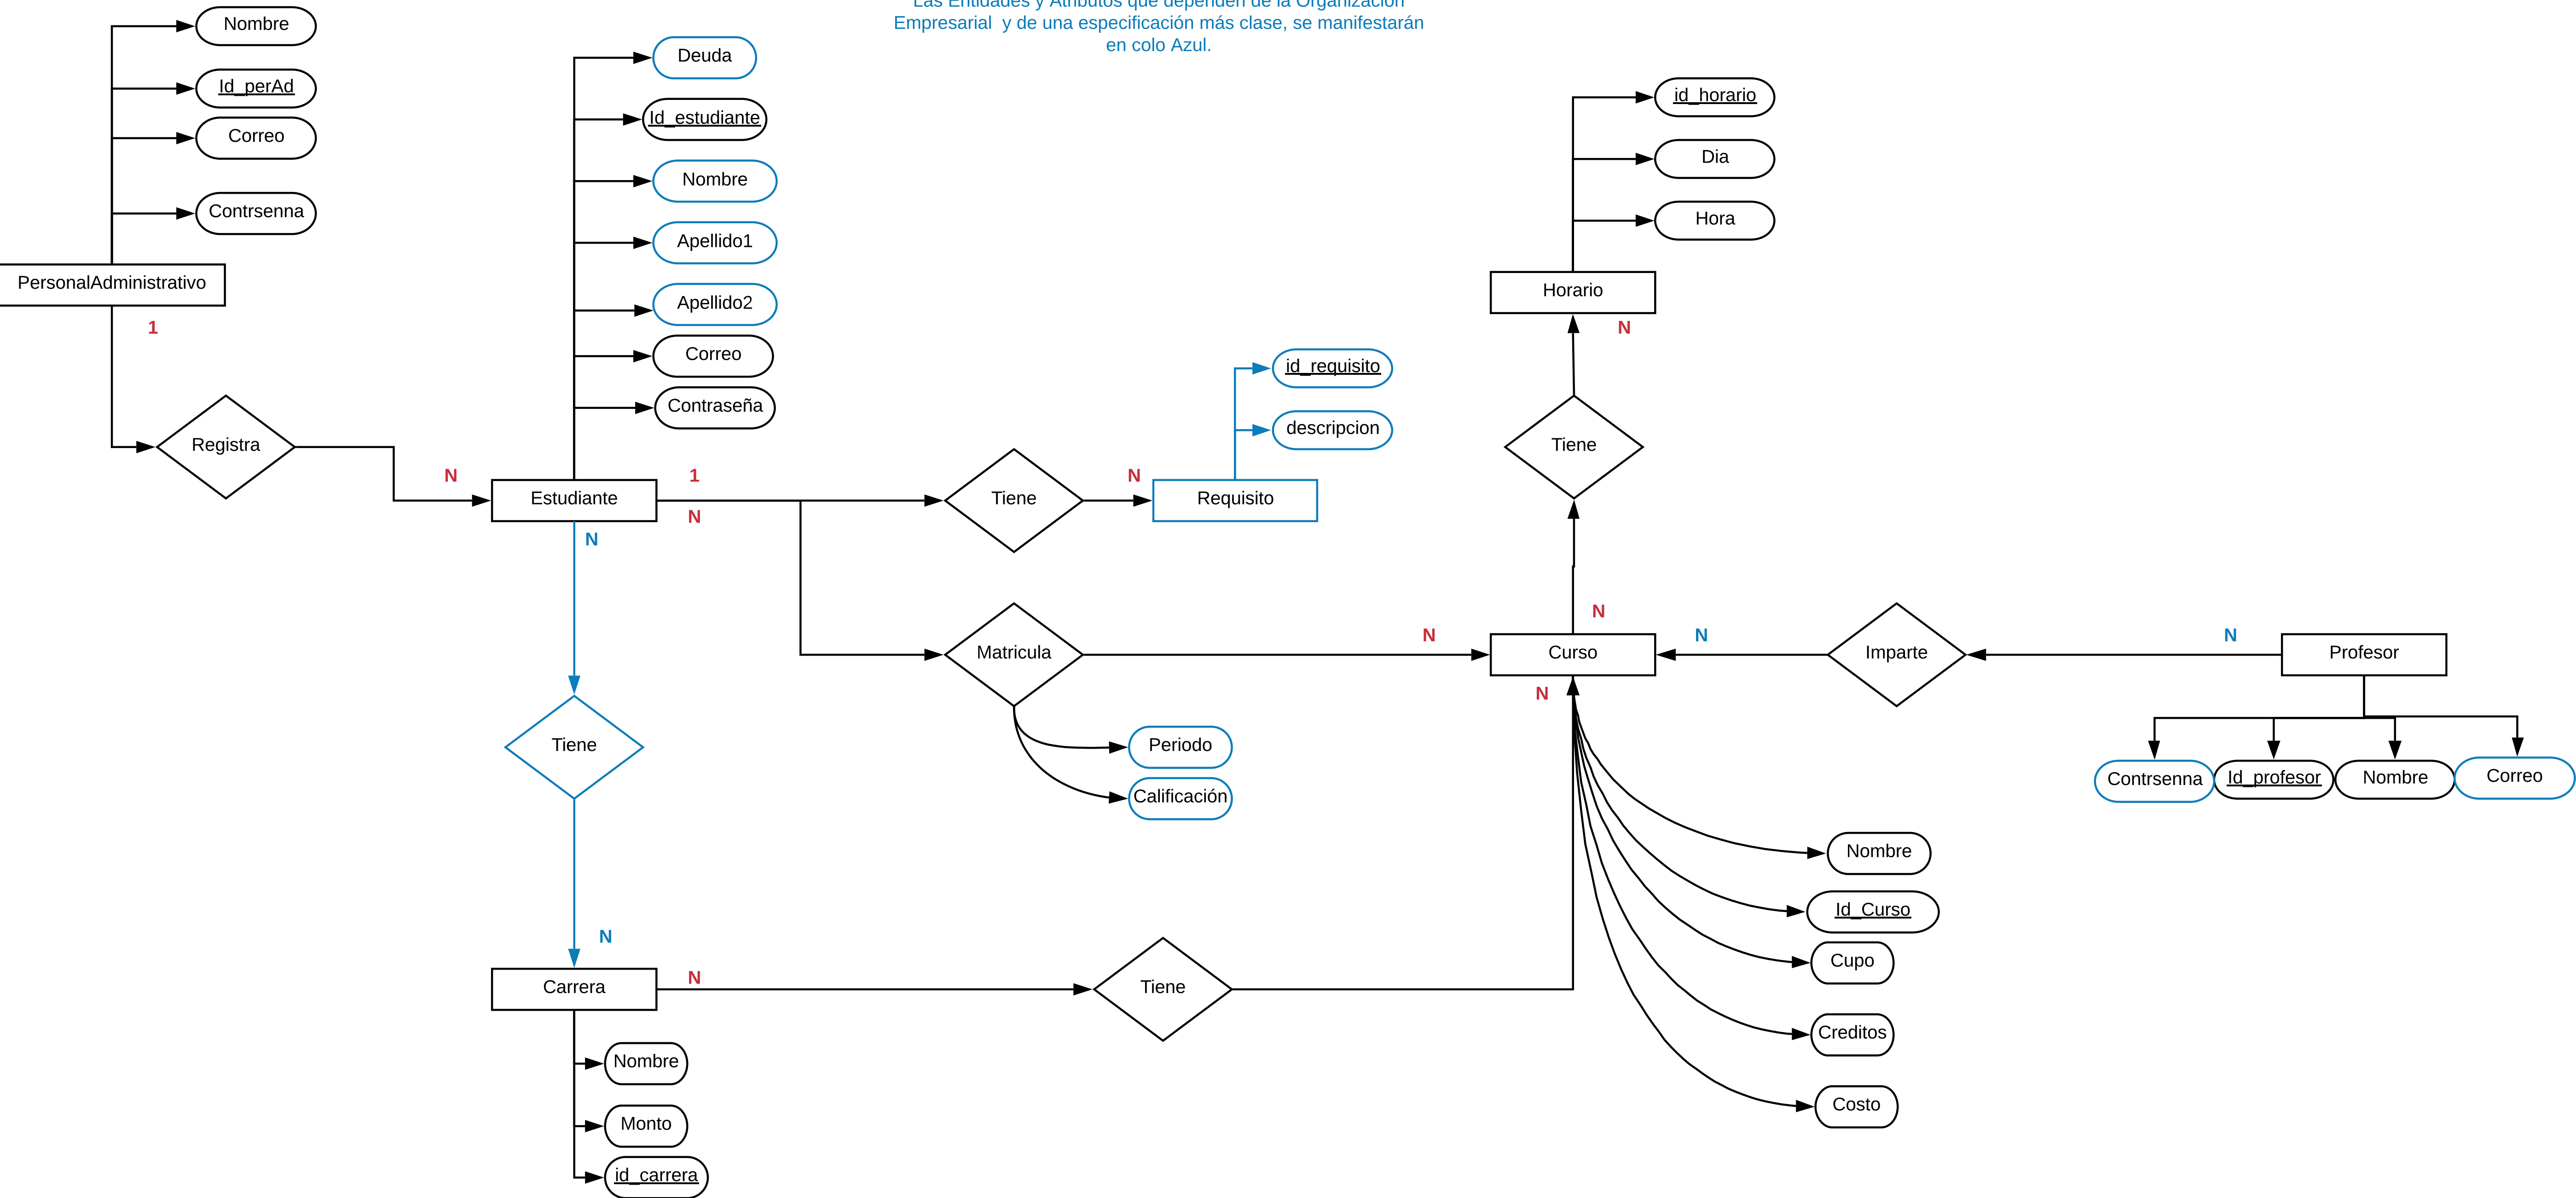 Las Entidades y Atributos que dependen de la Organización
Empresarial  y de una especificación más clase, se manifestarán
en colo Azul.
Nombre
Id_perAd
Correo
Contrsenna
PersonalAdministrativo
1
Registra
N
Deuda
Id_estudiante
Nombre
Apellido1
Apellido2
Correo
Contraseña
Estudiante
1
N
N
Tiene
N
Requisito
id_requisito
descripcion
id_horario
Dia
Hora
Horario
N
Tiene
N
Matricula
N
Curso
N
N
Imparte
N
Profesor
Contrsenna
Id_profesor
Nombre
Correo
Periodo
Calificación
Tiene
N
Carrera
N
Tiene
Nombre
Id_Curso
Cupo
Creditos
Costo
Nombre
Monto
id_carrera